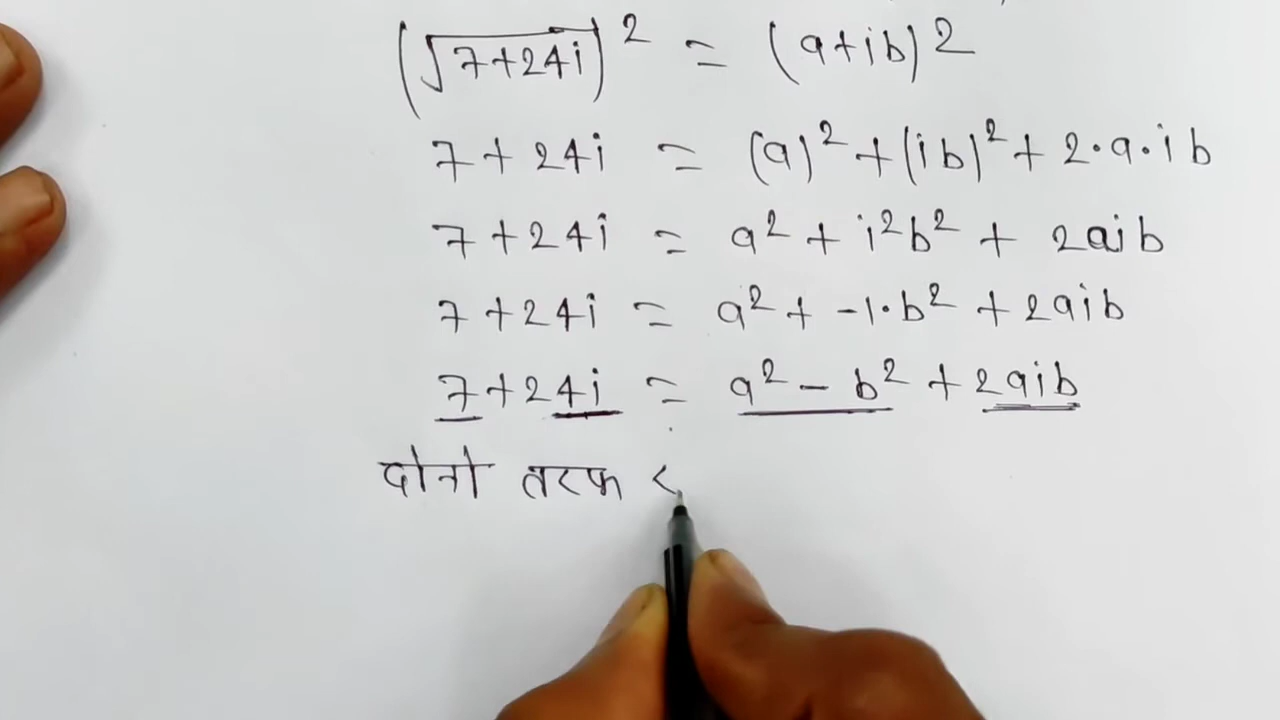 (√7+24i)² = (a+ib)²
7+24i = (a)²+(ib)²+2·a·ib
7+24i = a²+i²b²+2aib
7+24i = a²+-1·b²+2aib
7+24i = a²-b²+2aib
दोनो तरफ